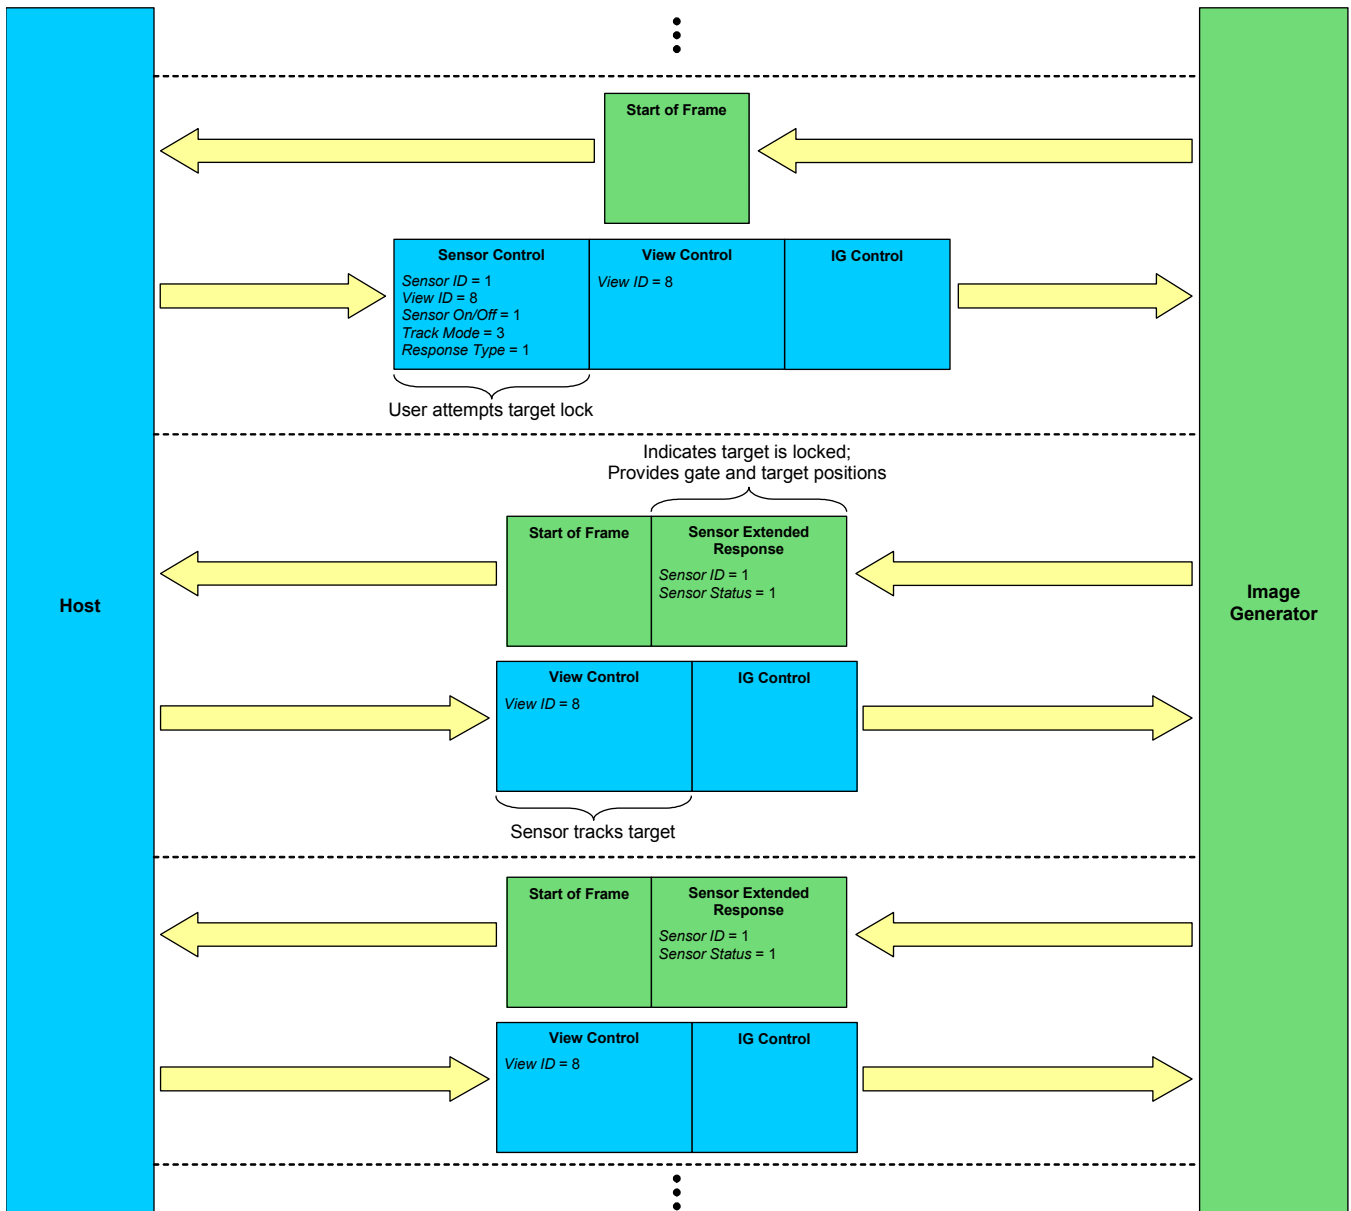 Start of Frame
Sensor Control
Sensor ID = 1
View ID = 8
Sensor On/Off = 1
Track Mode = 3
Response Type = 1
View Control
View ID = 8
IG Control
User attempts target lock
Indicates target is locked;
Provides gate and target positions
Start of Frame
Sensor Extended
Response
Sensor ID = 1
Sensor Status = 1
Host
Image
Generator
View Control
View ID = 8
IG Control
Sensor tracks target
Start of Frame
Sensor Extended
Response
Sensor ID = 1
Sensor Status = 1
View Control
View ID = 8
IG Control